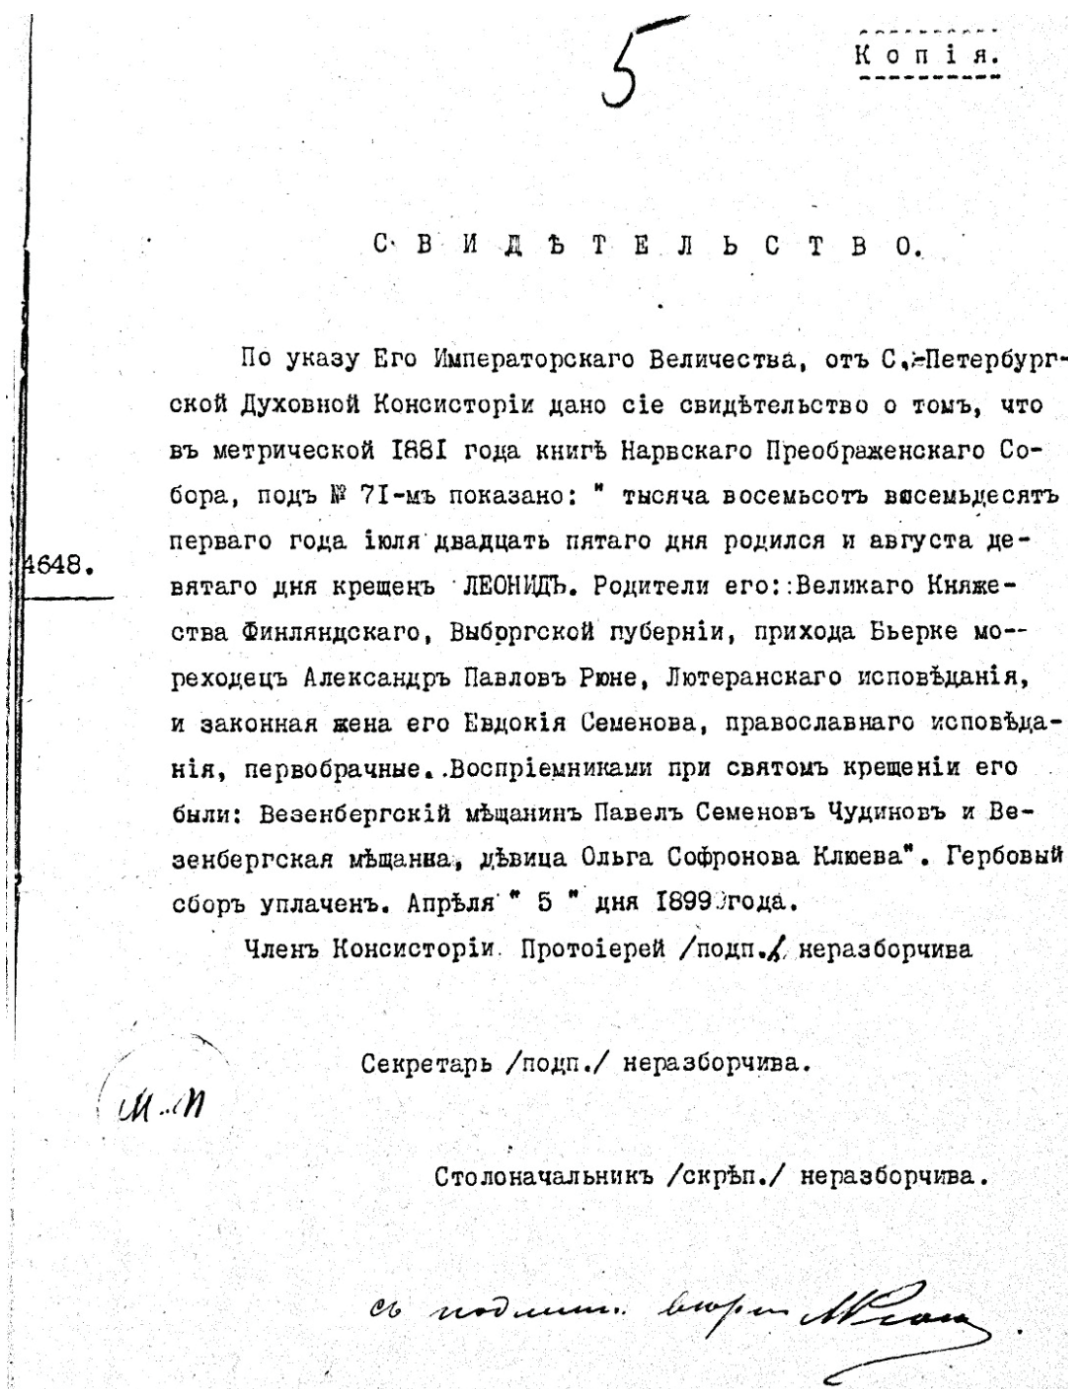 5
Копія.
СВИДѢТЕЛЬСТВО.
По указу Его Императорскаго Величества, отъ С.-Петербург-
ской Духовной Консисторіи дано сіе свидѣтельство о томъ, что
въ метрической 1881 года книгѣ Нарвскаго Преображенскаго Со-
бора, подъ № 71-мъ показано: " тысяча восемьсотъ восемьдесятъ
перваго года іюля двадцать пятаго дня родился и августа де-
4648.
вятаго дня крещенъ ЛЕОНИДЪ. Родители его: Великаго Княже-
ства Финляндскаго, Выборгской губерніи, прихода Бьерке мо--
реходецъ Александръ Павловъ Рюне, Лютеранскаго исповѣданія,
и законная жена его Евдокія Семенова, православнаго исповѣда-
нія, первобрачные. Воспріемниками при святомъ крещеніи его
были: Везенбергскій мѣщанинъ Павелъ Семеновъ Чудиновъ и Ве-
зенбергская мѣщанка, дѣвица Ольга Софронова Клюева". Гербовый
сборъ уплаченъ. Апрѣля " 5 " дня 1899 года.
Членъ Консисторіи Протоіерей /подп./ неразборчива
Секретарь /подп./ неразборчива.
М.П
Столоначальникъ /скрѣп./ неразборчива.
съ подлин. вѣрно